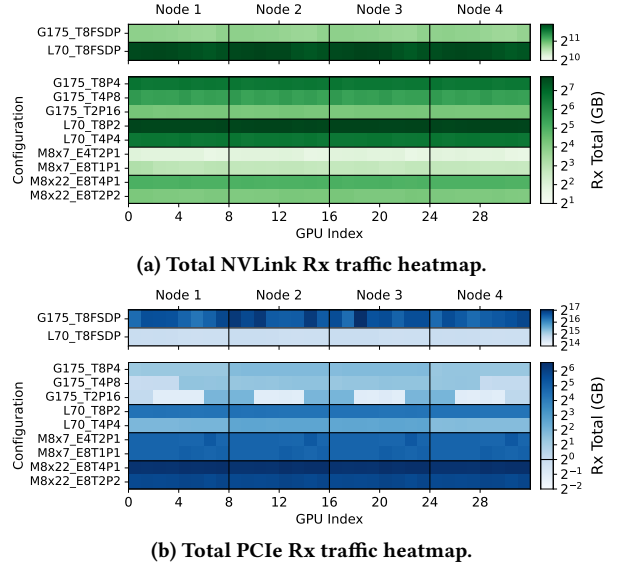 Node 1 Node 2 Node 3 Node 4
G175_T8FSDP
L70_T8FSDP
2^11
2^10
G175_T8P4
G175_T4P8
G175_T2P16
L70_T8P2
L70_T4P4
M8x7_E4T2P1
M8x7_E8T1P1
M8x22_E8T4P1
M8x22_E8T2P2
Configuration
2^7
2^6
2^5
2^4
2^3
2^2
2^1
Rx Total (GB)
0 4 8 12 16 20 24 28
GPU Index
(a) Total NVLink Rx traffic heatmap.
Node 1 Node 2 Node 3 Node 4
G175_T8FSDP
L70_T8FSDP
2^17
2^16
2^15
2^14
G175_T8P4
G175_T4P8
G175_T2P16
L70_T8P2
L70_T4P4
M8x7_E4T2P1
M8x7_E8T1P1
M8x22_E8T4P1
M8x22_E8T2P2
Configuration
2^6
2^5
2^4
2^3
2^2
2^1
2^0
2^−1
2^−2
Rx Total (GB)
0 4 8 12 16 20 24 28
GPU Index
(b) Total PCIe Rx traffic heatmap.